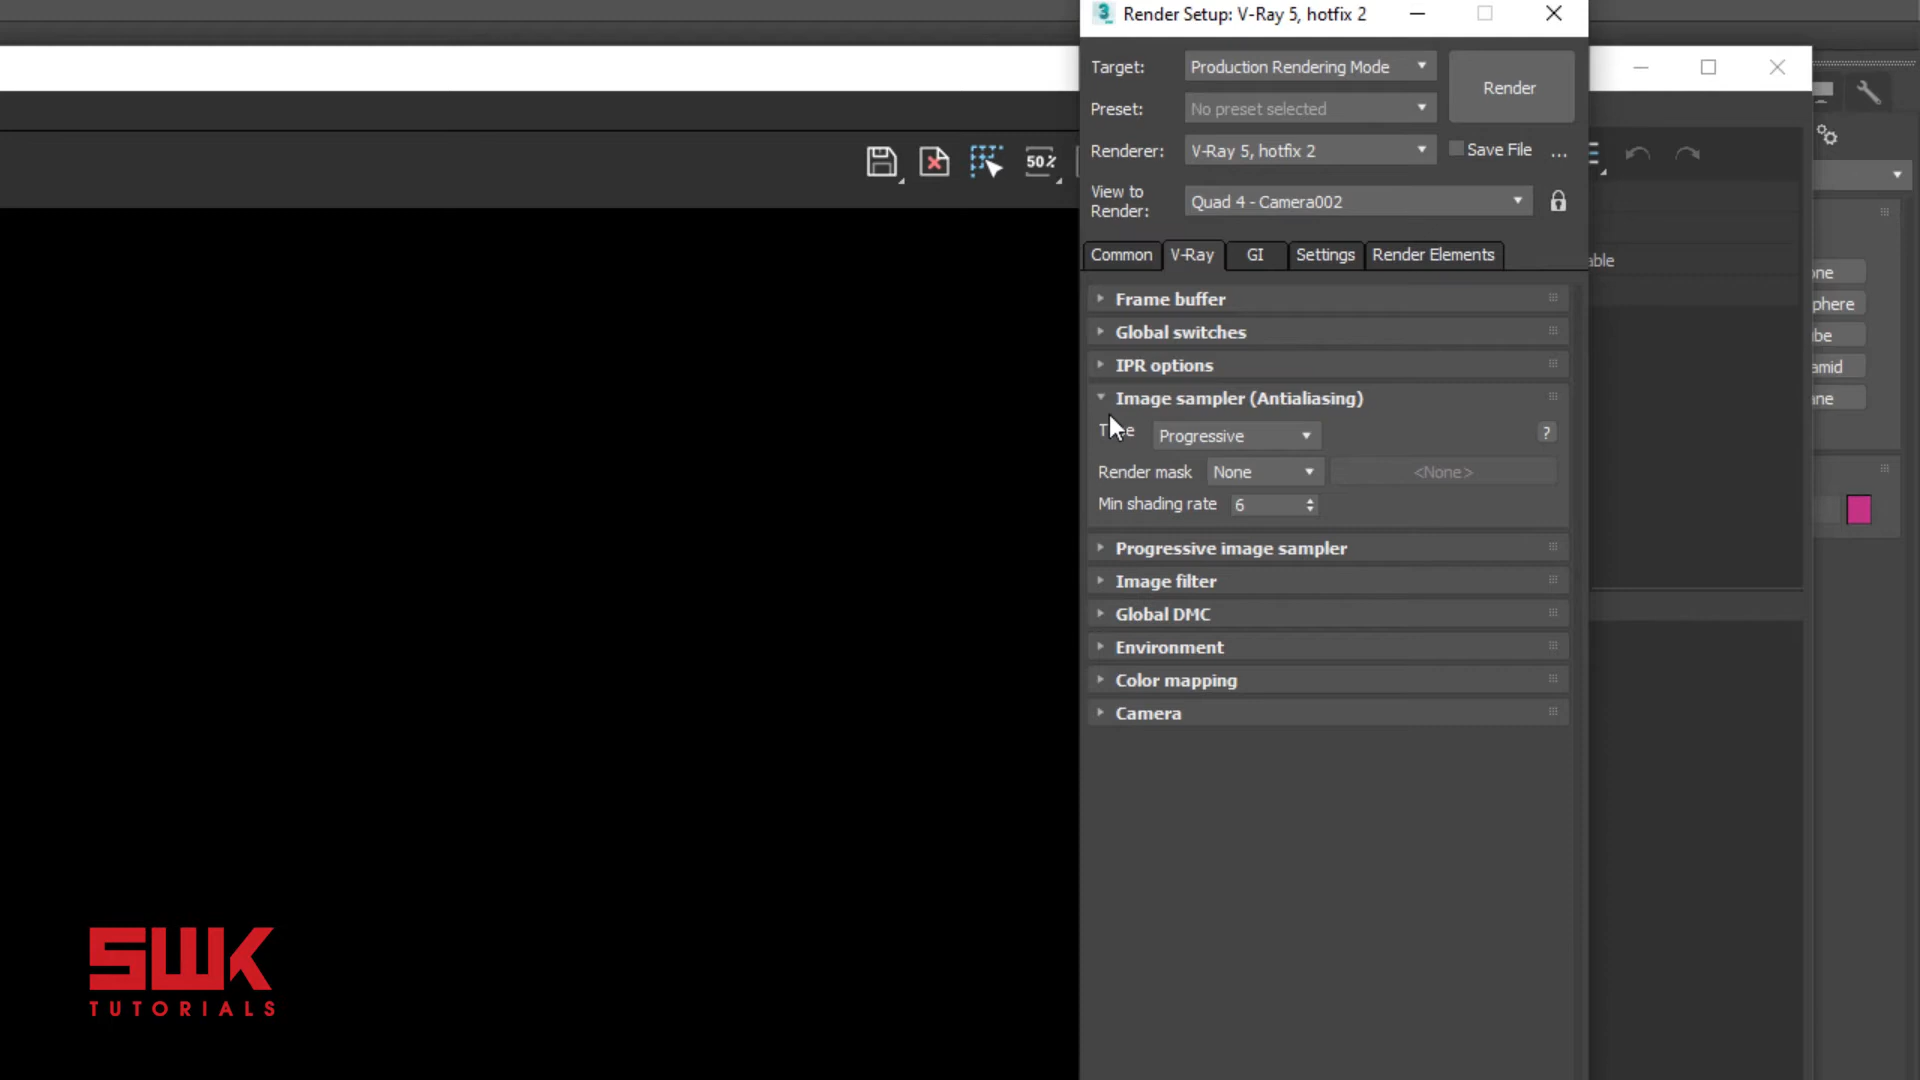 3 Render Setup: V-Ray 5, hotfix 2
Target: Production Rendering Mode
Render
Preset: No preset selected
Renderer: V-Ray 5, hotfix 2
Save File ...
View to Render: Quad 4 - Camera002
50%
Common V-Ray GI Settings Render Elements
Frame buffer
Global switches
IPR options
Image sampler (Antialiasing)
Progressive ?
Render mask None <None>
Min shading rate 6
Progressive image sampler
Image filter
Global DMC
Environment
Color mapping
Camera
able
one
phere
be
amid
ane
SWK
TUTORIALS